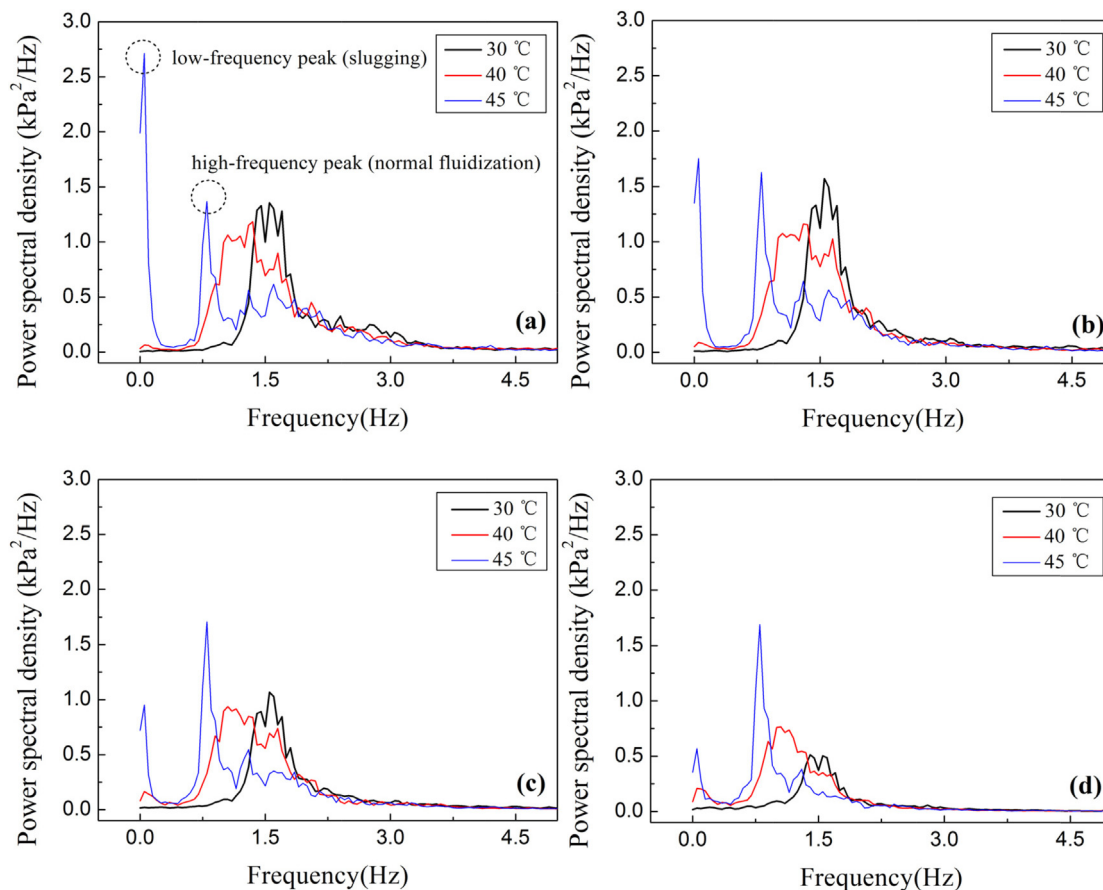 Power spectral density (kPa²/Hz)
3.0
2.5
2.0
1.5
1.0
0.5
0.0
low-frequency peak (slugging)
high-frequency peak (normal fluidization)
30 ℃
40 ℃
45 ℃
(a)
0.0 1.5 3.0 4.5
Frequency(Hz)
Power spectral density (kPa²/Hz)
3.0
2.5
2.0
1.5
1.0
0.5
0.0
30 ℃
40 ℃
45 ℃
(b)
0.0 1.5 3.0 4.5
Frequency(Hz)
Power spectral density (kPa²/Hz)
3.0
2.5
2.0
1.5
1.0
0.5
0.0
30 ℃
40 ℃
45 ℃
(c)
0.0 1.5 3.0 4.5
Frequency(Hz)
Power spectral density (kPa²/Hz)
3.0
2.5
2.0
1.5
1.0
0.5
0.0
30 ℃
40 ℃
45 ℃
(d)
0.0 1.5 3.0 4.5
Frequency(Hz)